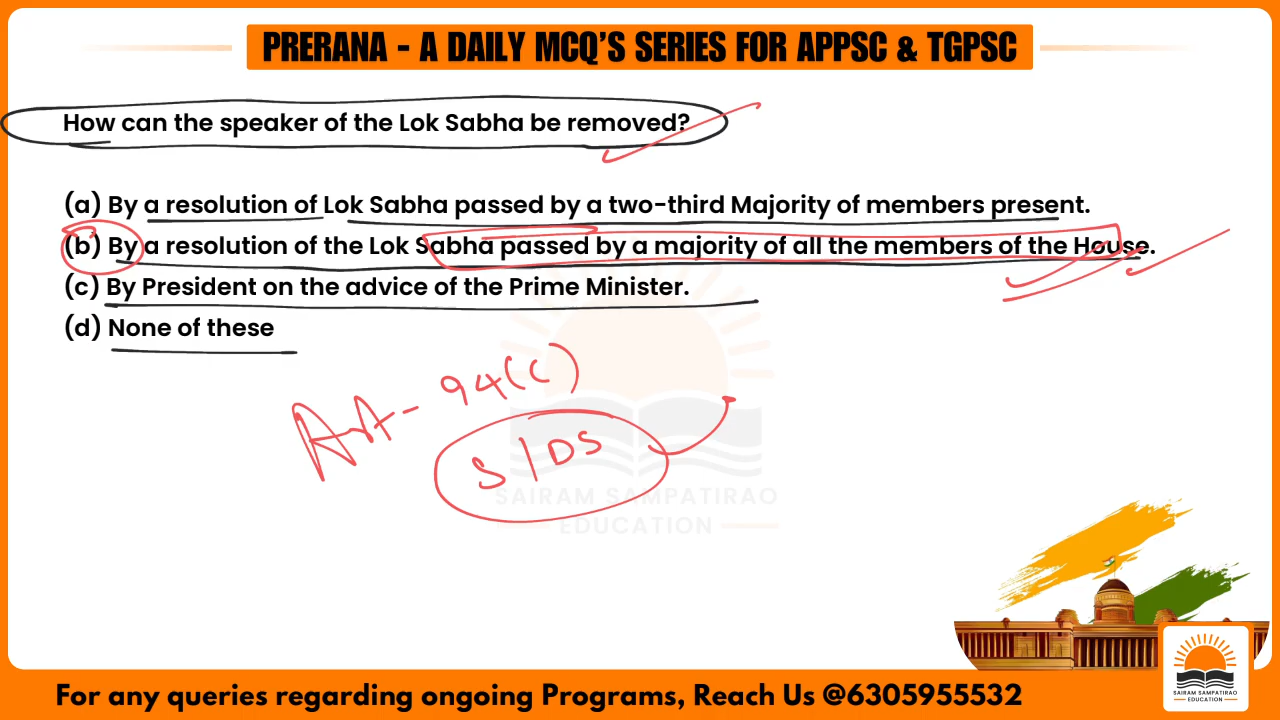 PRERANA - A DAILY MCQ'S SERIES FOR APPSC & TGPSC
How can the speaker of the Lok Sabha be removed?
(a) By a resolution of Lok Sabha passed by a two-third Majority of members present.
(b) By a resolution of the Lok Sabha passed by a majority of all the members of the House.
(c) By President on the advice of the Prime Minister.
(d) None of these
Art - 94(c)
S/DS
SAIRAM SAMPATIRAO
EDUCATION
For any queries regarding ongoing Programs, Reach Us @6305955532
SAIRAM SAMPATIRAO
EDUCATION